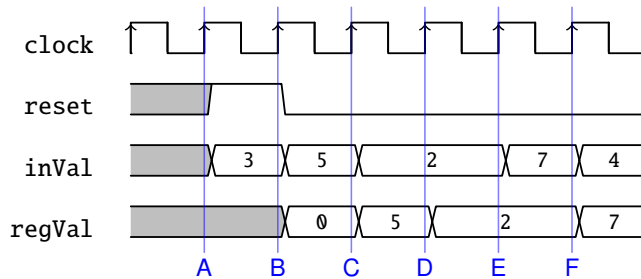 clock
reset
inVal 3 5 2 7 4
regVal 0 5 2 7
A B C D E F